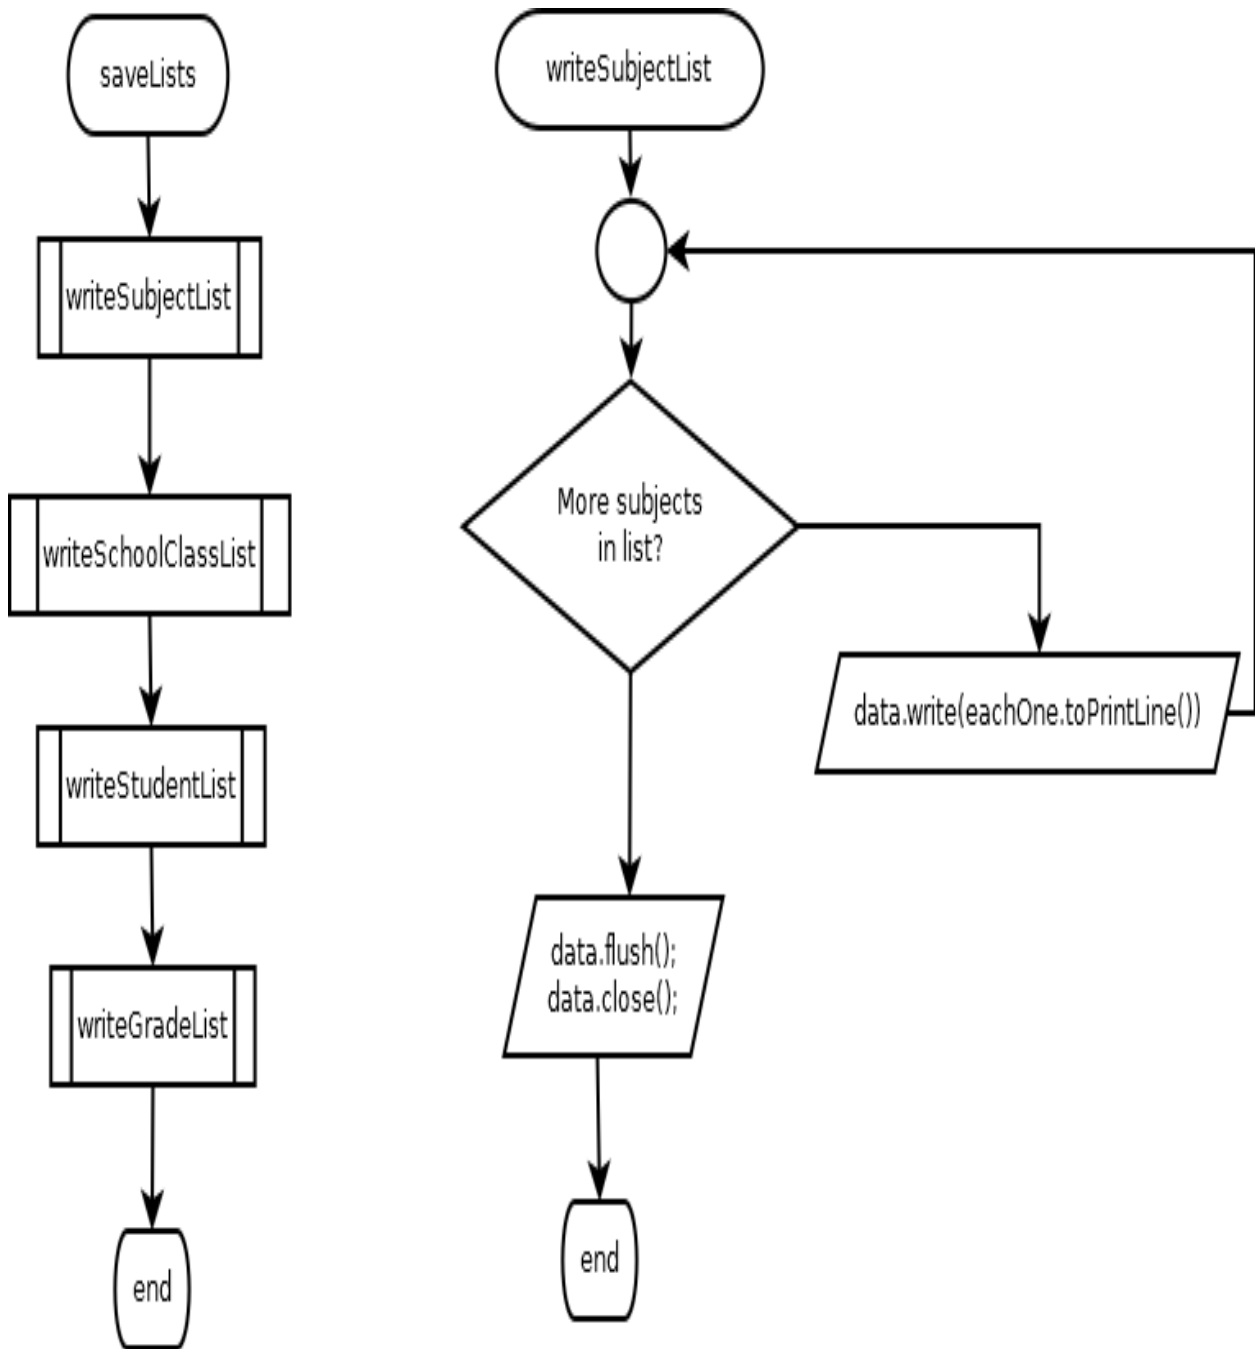 saveLists
writeSubjectList
writeSchoolClassList
writeStudentList
writeGradeList
end
writeSubjectList
More subjects
in list?
data.write(eachOne.toPrintLine())
data.flush();
data.close();
end